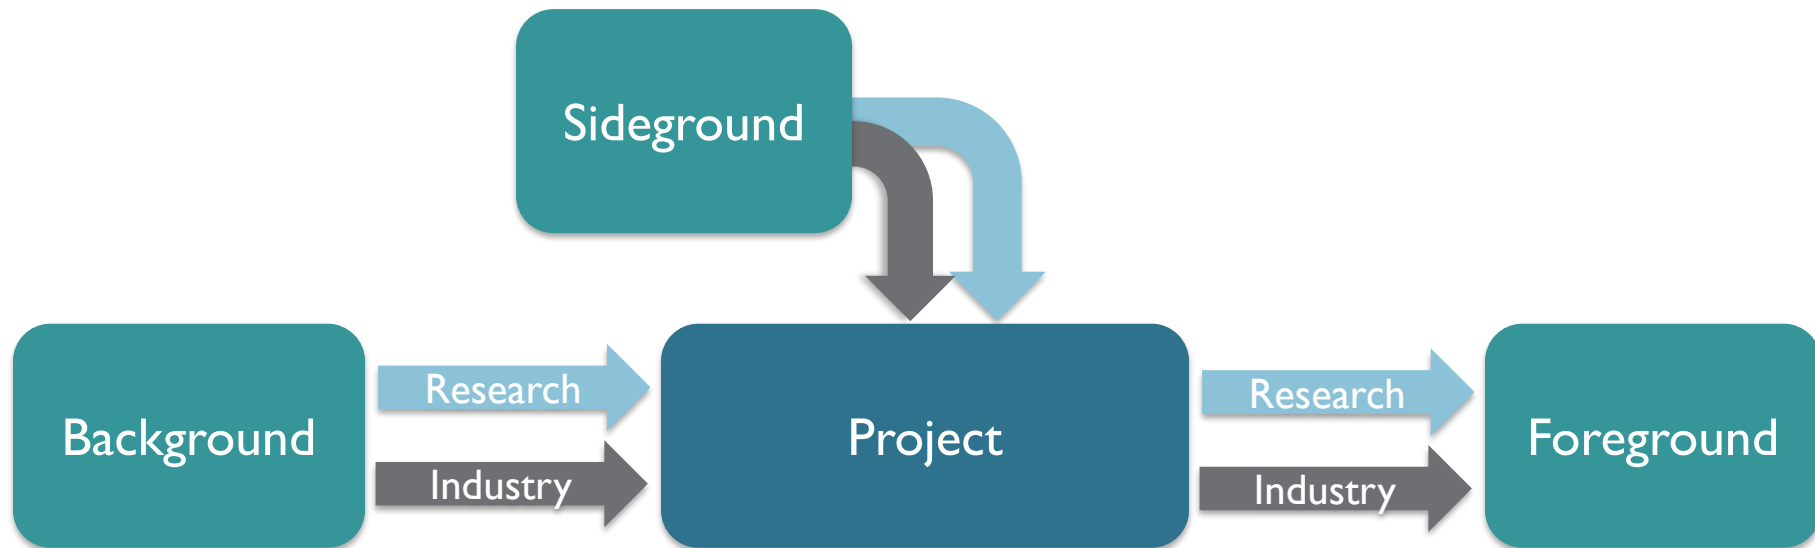 Sideground
Background
Research
Industry
Project
Research
Industry
Foreground